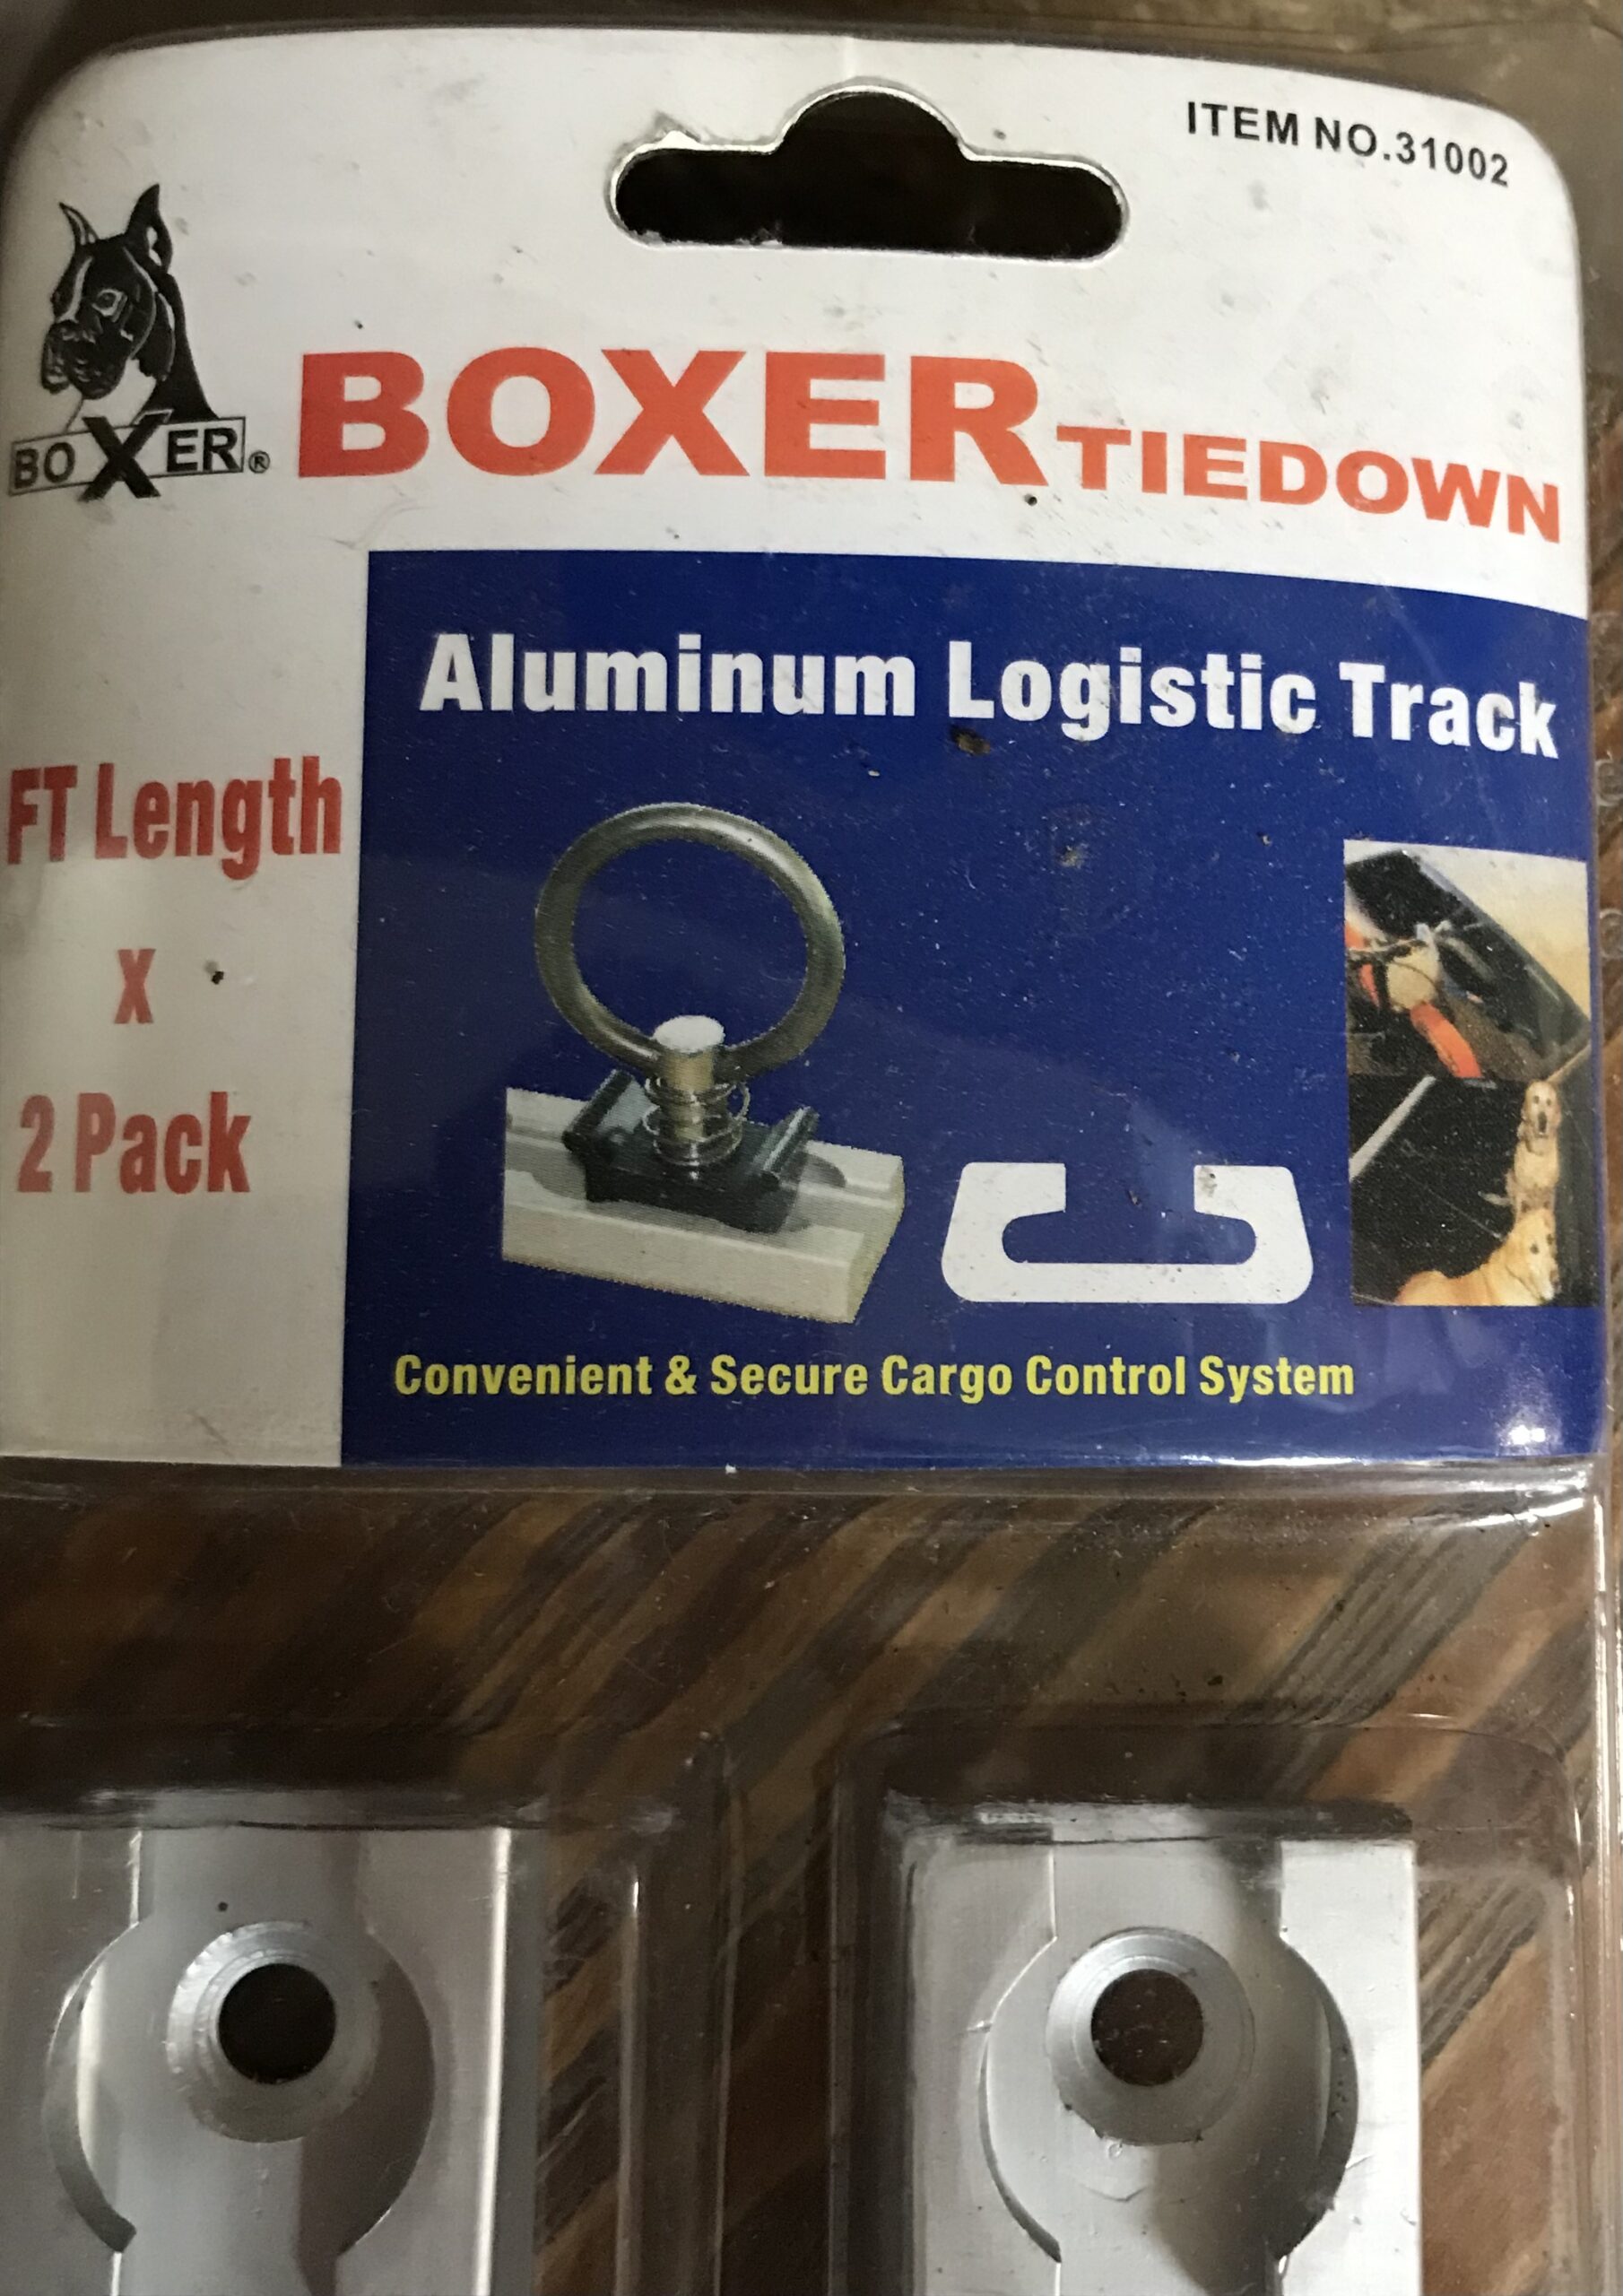 ITEM NO.31002
BOXER®
BOXER TIEDOWN
Aluminum Logistic Track
FT Length
X
2 Pack
Convenient & Secure Cargo Control System